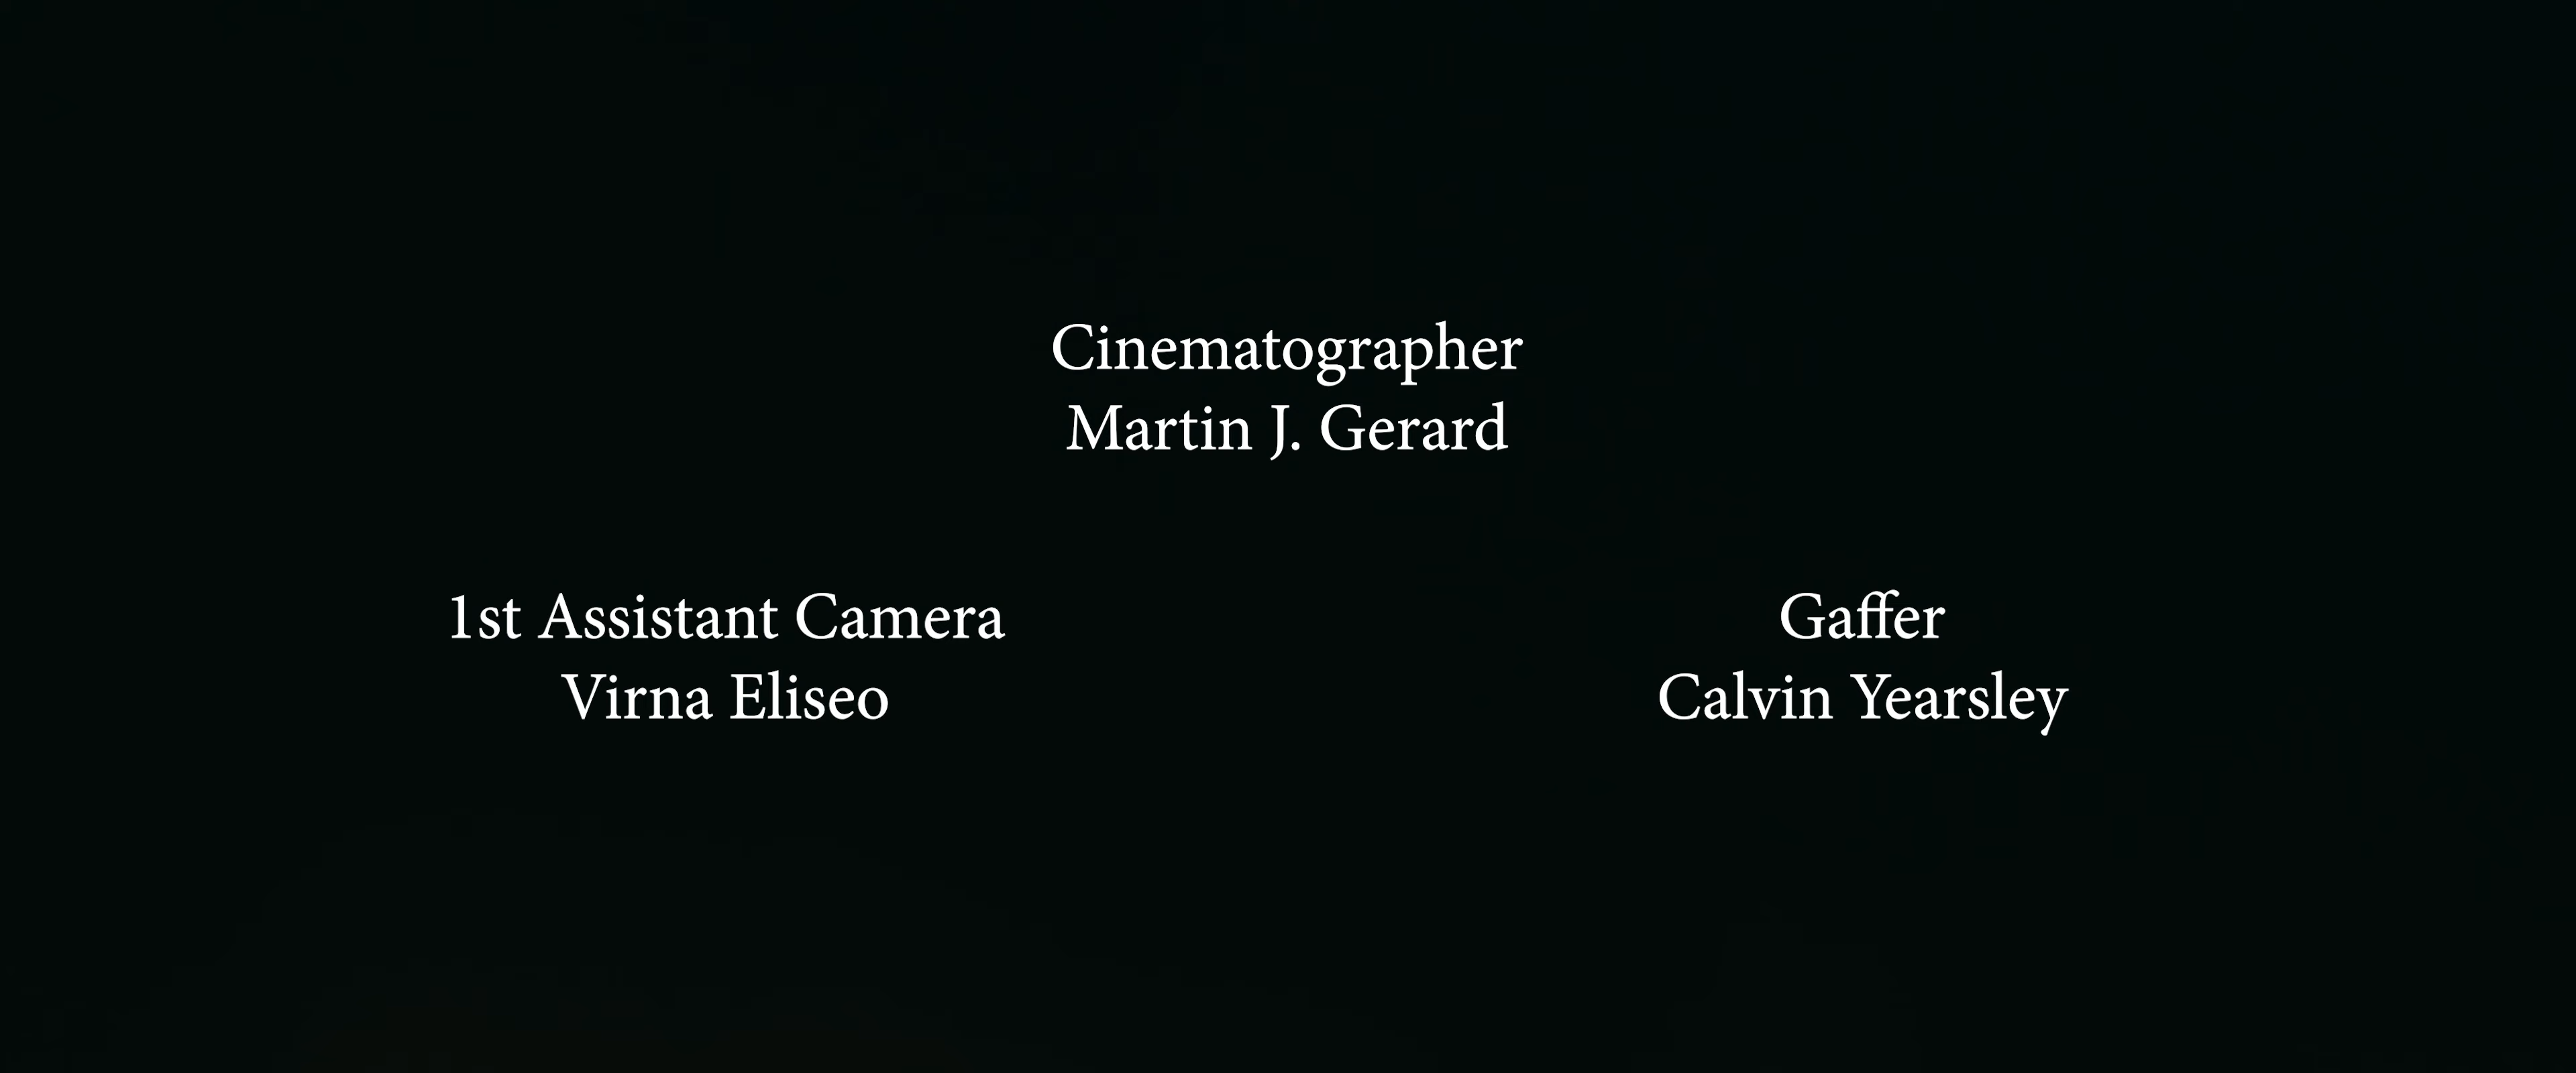 Cinematographer
Martin J. Gerard
1st Assistant Camera
Virna Eliseo
Gaffer
Calvin Yearsley